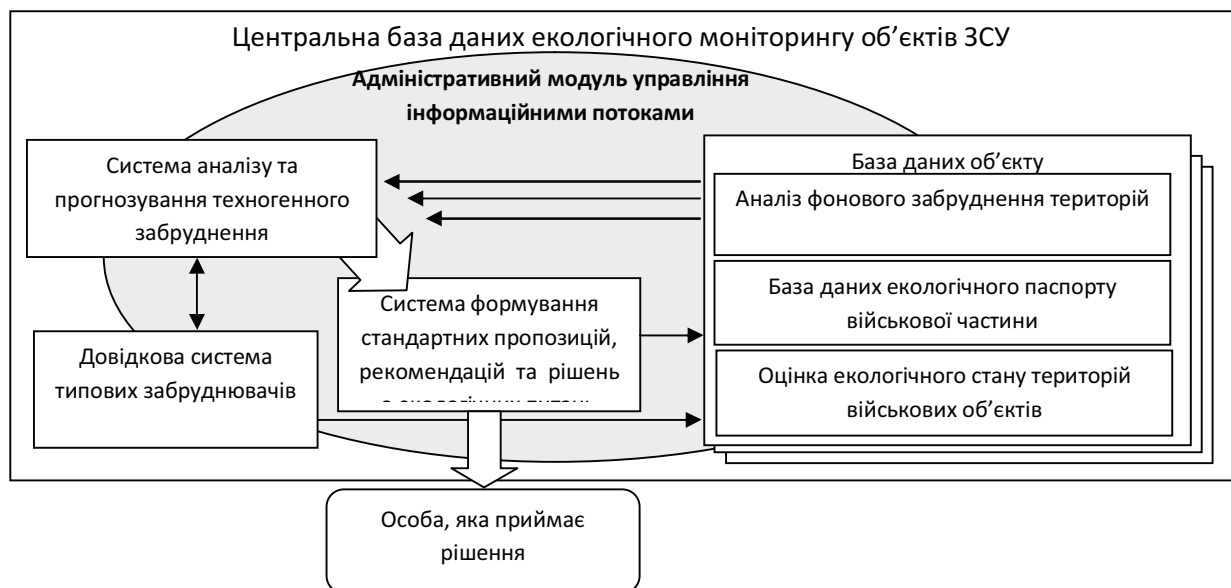 Центральна база даних екологічного моніторингу об’єктів ЗСУ
Адміністративний модуль управління
інформаційними потоками
Система аналізу та
прогнозування техногенного
забруднення
База даних об’єкту
Аналіз фонового забруднення територій
База даних екологічного паспорту
військової частини
Оцінка екологічного стану територій
військових об’єктів
Система формування
стандартних пропозицій,
рекомендацій та рішень
Довідкова система
типових забруднювачів
Особа, яка приймає
рішення